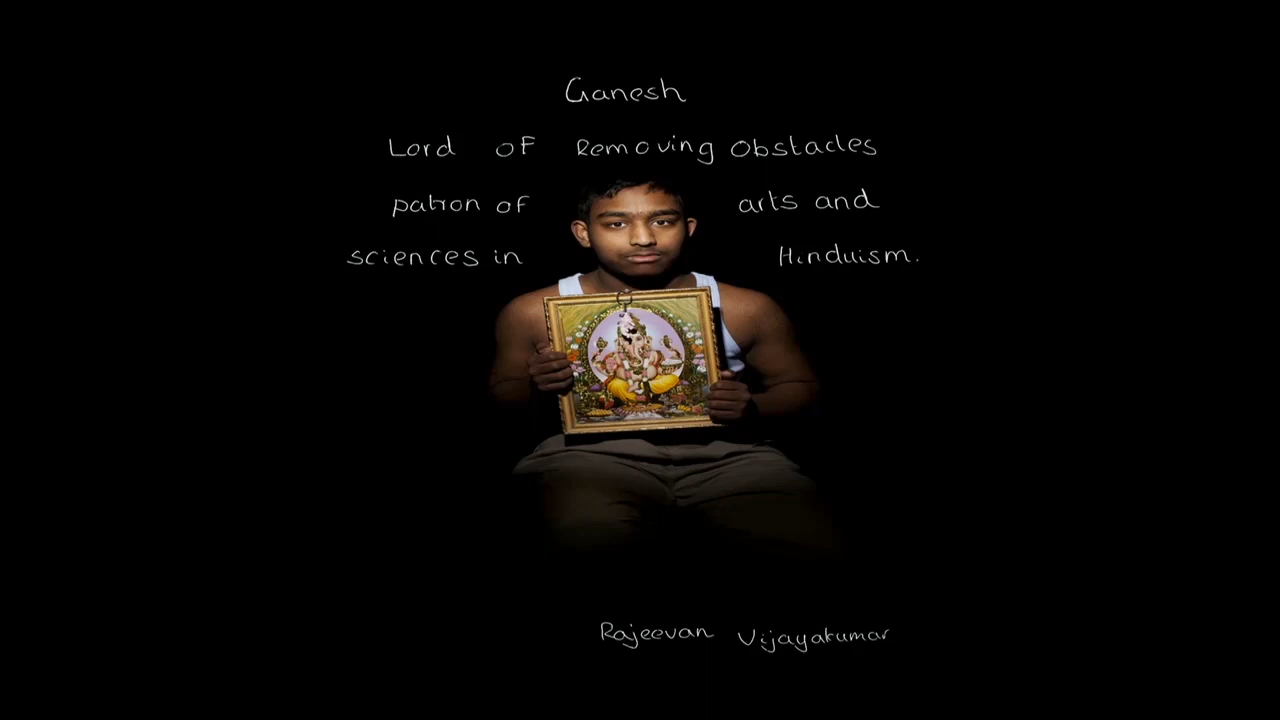 Ganesh
Lord of Removing Obstacles
patron of arts and
sciences in Hinduism.
Rajeevan Vijayakumar